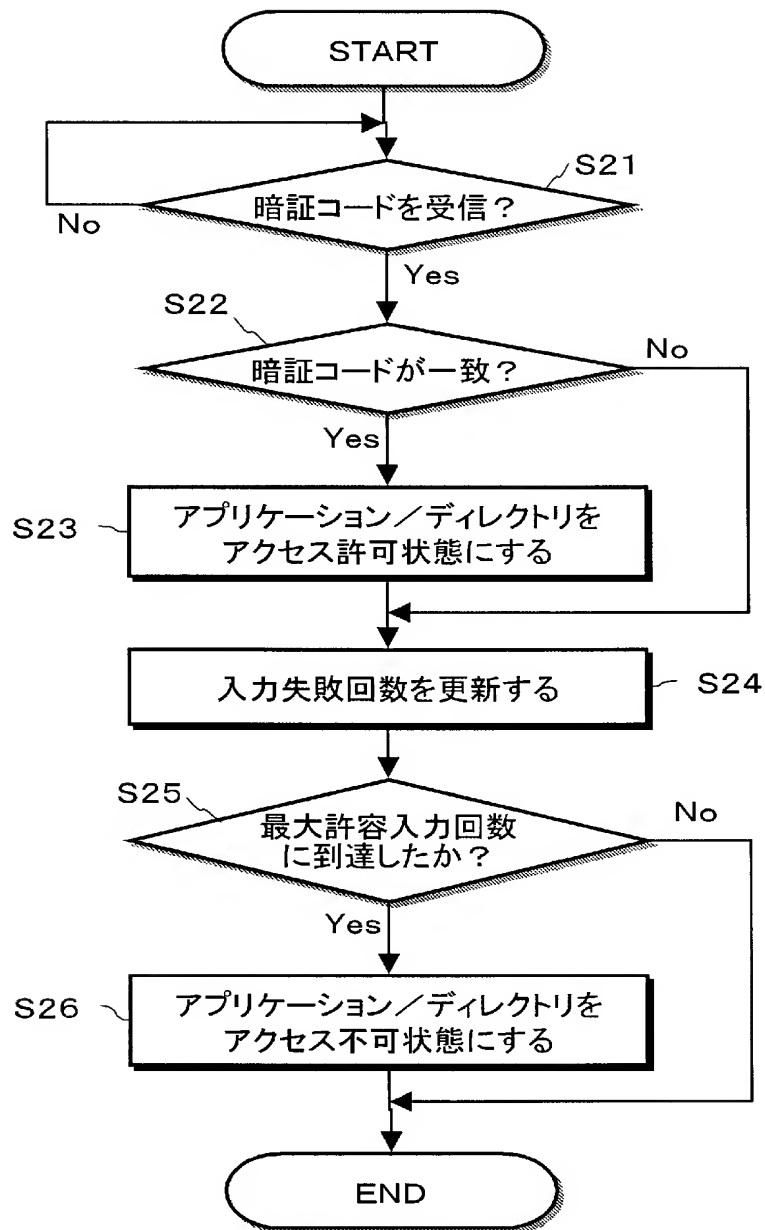 START
S21
暗証コードを受信？
No
Yes
S22
暗証コードが一致？
No
Yes
S23
アプリケーション／ディレクトリを
アクセス許可状態にする
入力失敗回数を更新する
S24
S25
最大許容入力回数
に到達したか？
No
Yes
S26
アプリケーション／ディレクトリを
アクセス不可状態にする
END